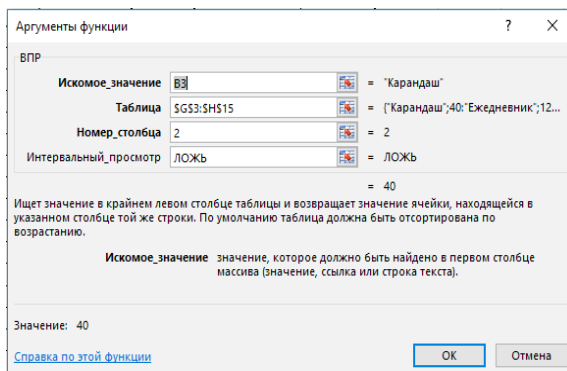 Аргументы функции ? ×
ВПР
Искомое_значение B3 = "Карандаш"
Таблица $G$3:$H$15 = {"Карандаш";40:"Ежедневник";12...
Номер_столбца 2 = 2
Интервальный_просмотр ЛОЖЬ = ЛОЖЬ
= 40
Ищет значение в крайнем левом столбце таблицы и возвращает значение ячейки, находящейся в
указанном столбце той же строки. По умолчанию таблица должна быть отсортирована по
возрастанию.
Искомое_значение значение, которое должно быть найдено в первом столбце
массива (значение, ссылка или строка текста).
Значение: 40
Справка по этой функции OK Отмена